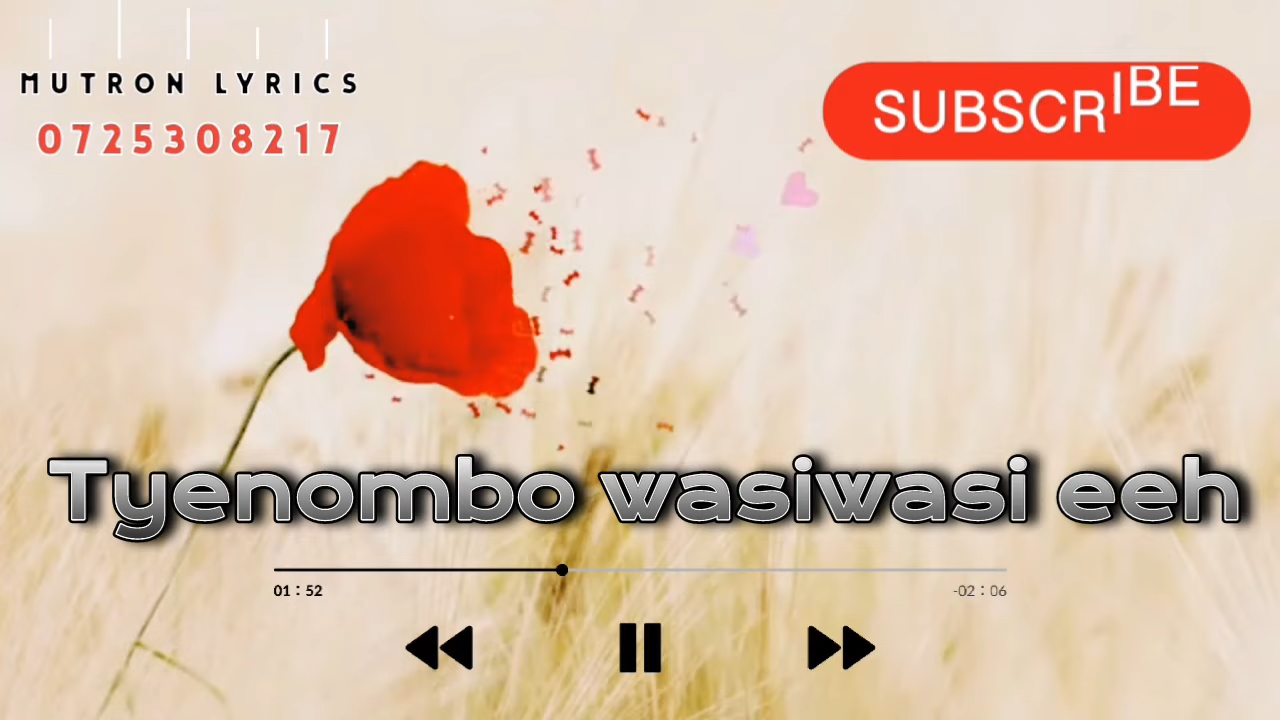 MUTRON LYRICS
0725308217
SUBSCRIBE
Tyenombo wasiwasi eeh
01:52
-02:06